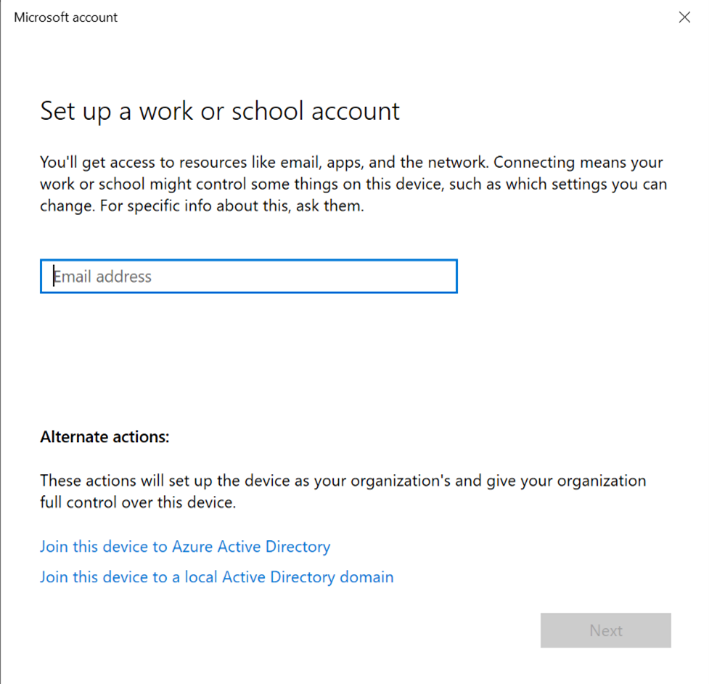 Microsoft account
Set up a work or school account
You'll get access to resources like email, apps, and the network. Connecting means your
work or school might control some things on this device, such as which settings you can
change. For specific info about this, ask them.
Email address
Alternate actions:
These actions will set up the device as your organization's and give your organization
full control over this device.
Join this device to Azure Active Directory
Join this device to a local Active Directory domain
Next